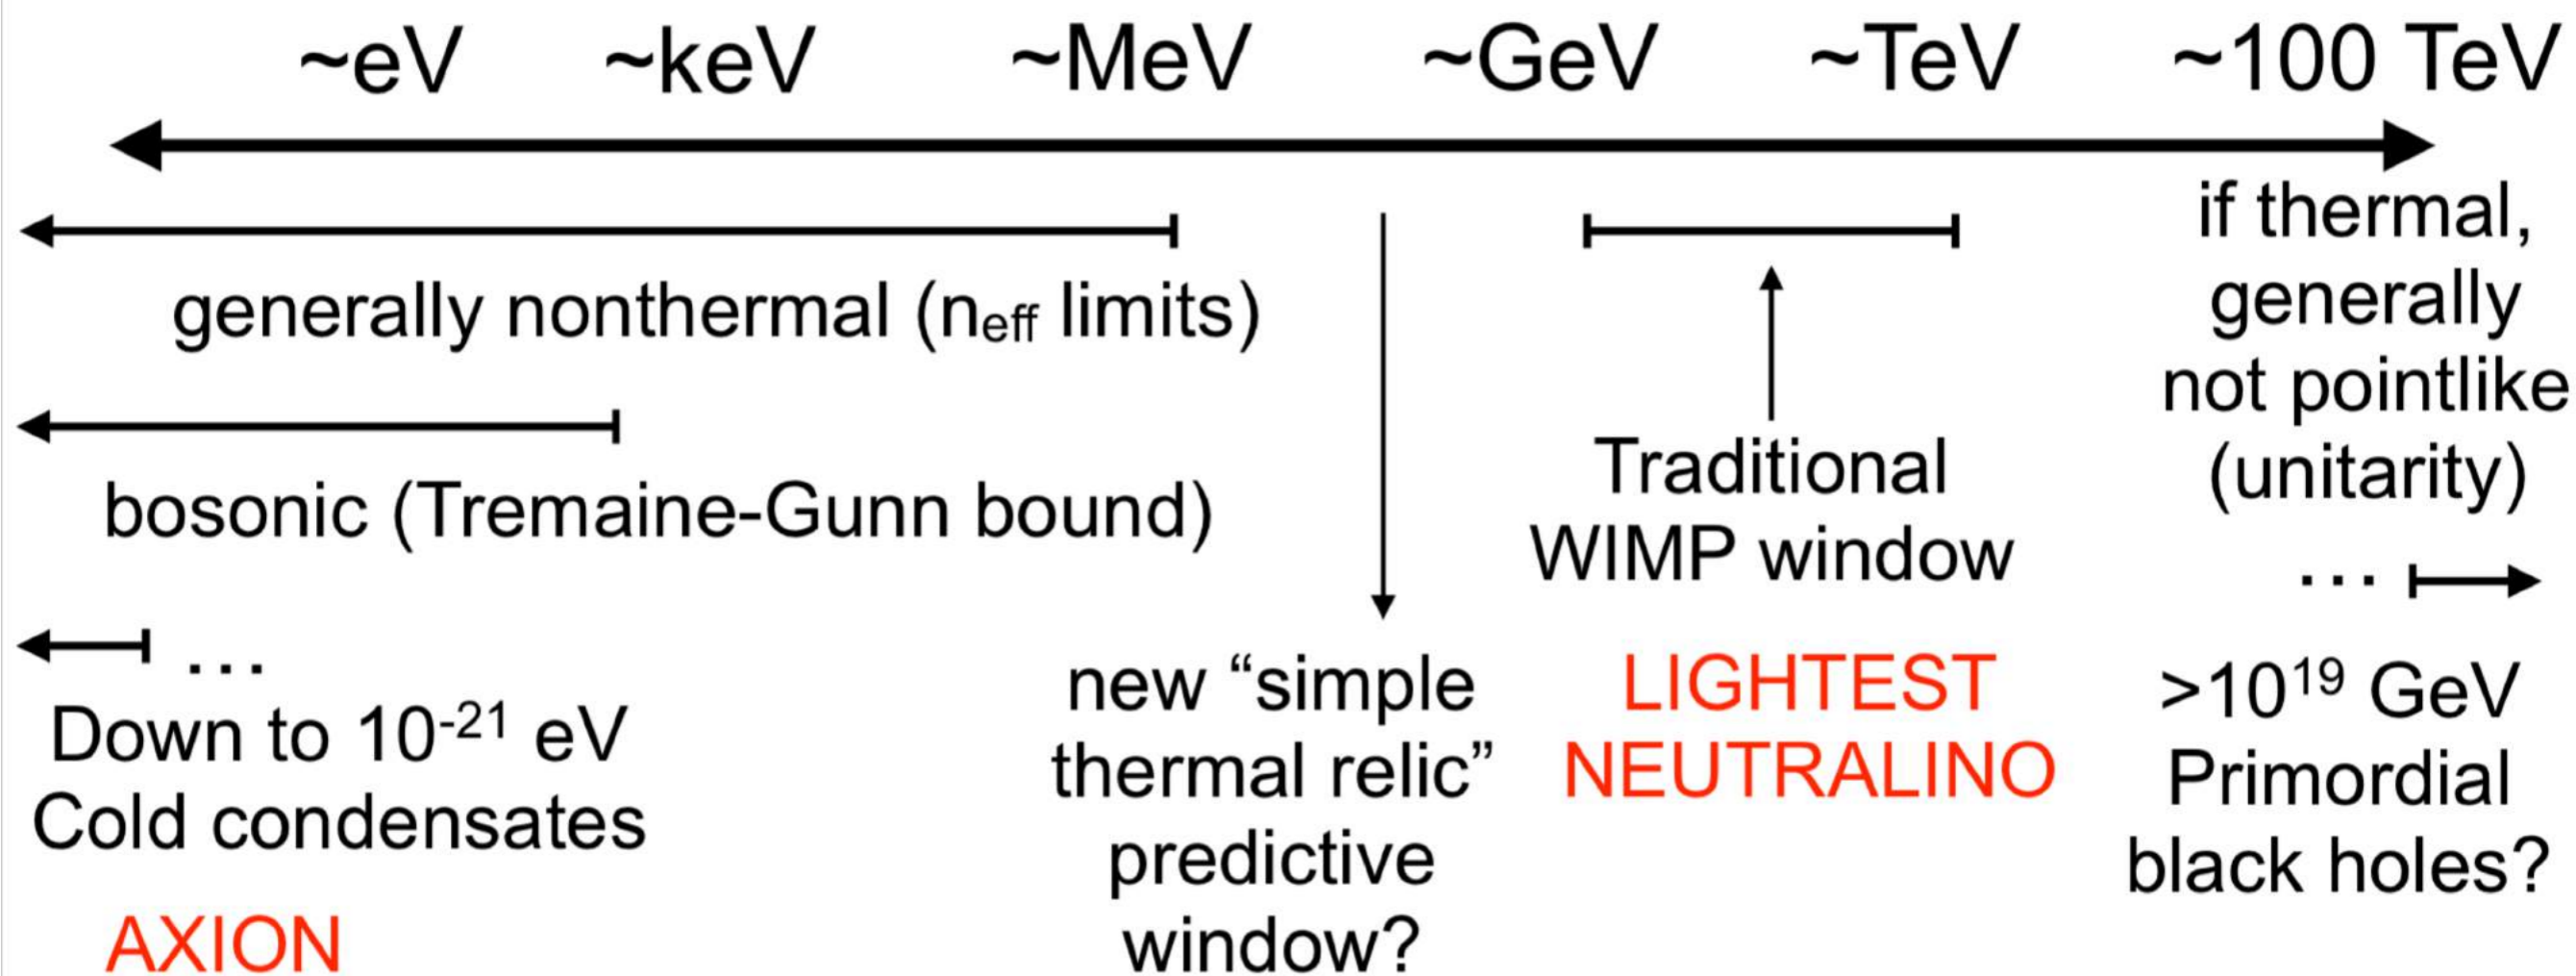 ~eV ~keV ~MeV ~GeV ~TeV ~100 TeV
generally nonthermal (neff limits)
bosonic (Tremaine-Gunn bound)
...
Down to 10-21 eV
Cold condensates
AXION
new “simple
thermal relic”
predictive
window?
Traditional
WIMP window
LIGHTEST
NEUTRALINO
if thermal,
generally
not pointlike
(unitarity)
...
>1019 GeV
Primordial
black holes?